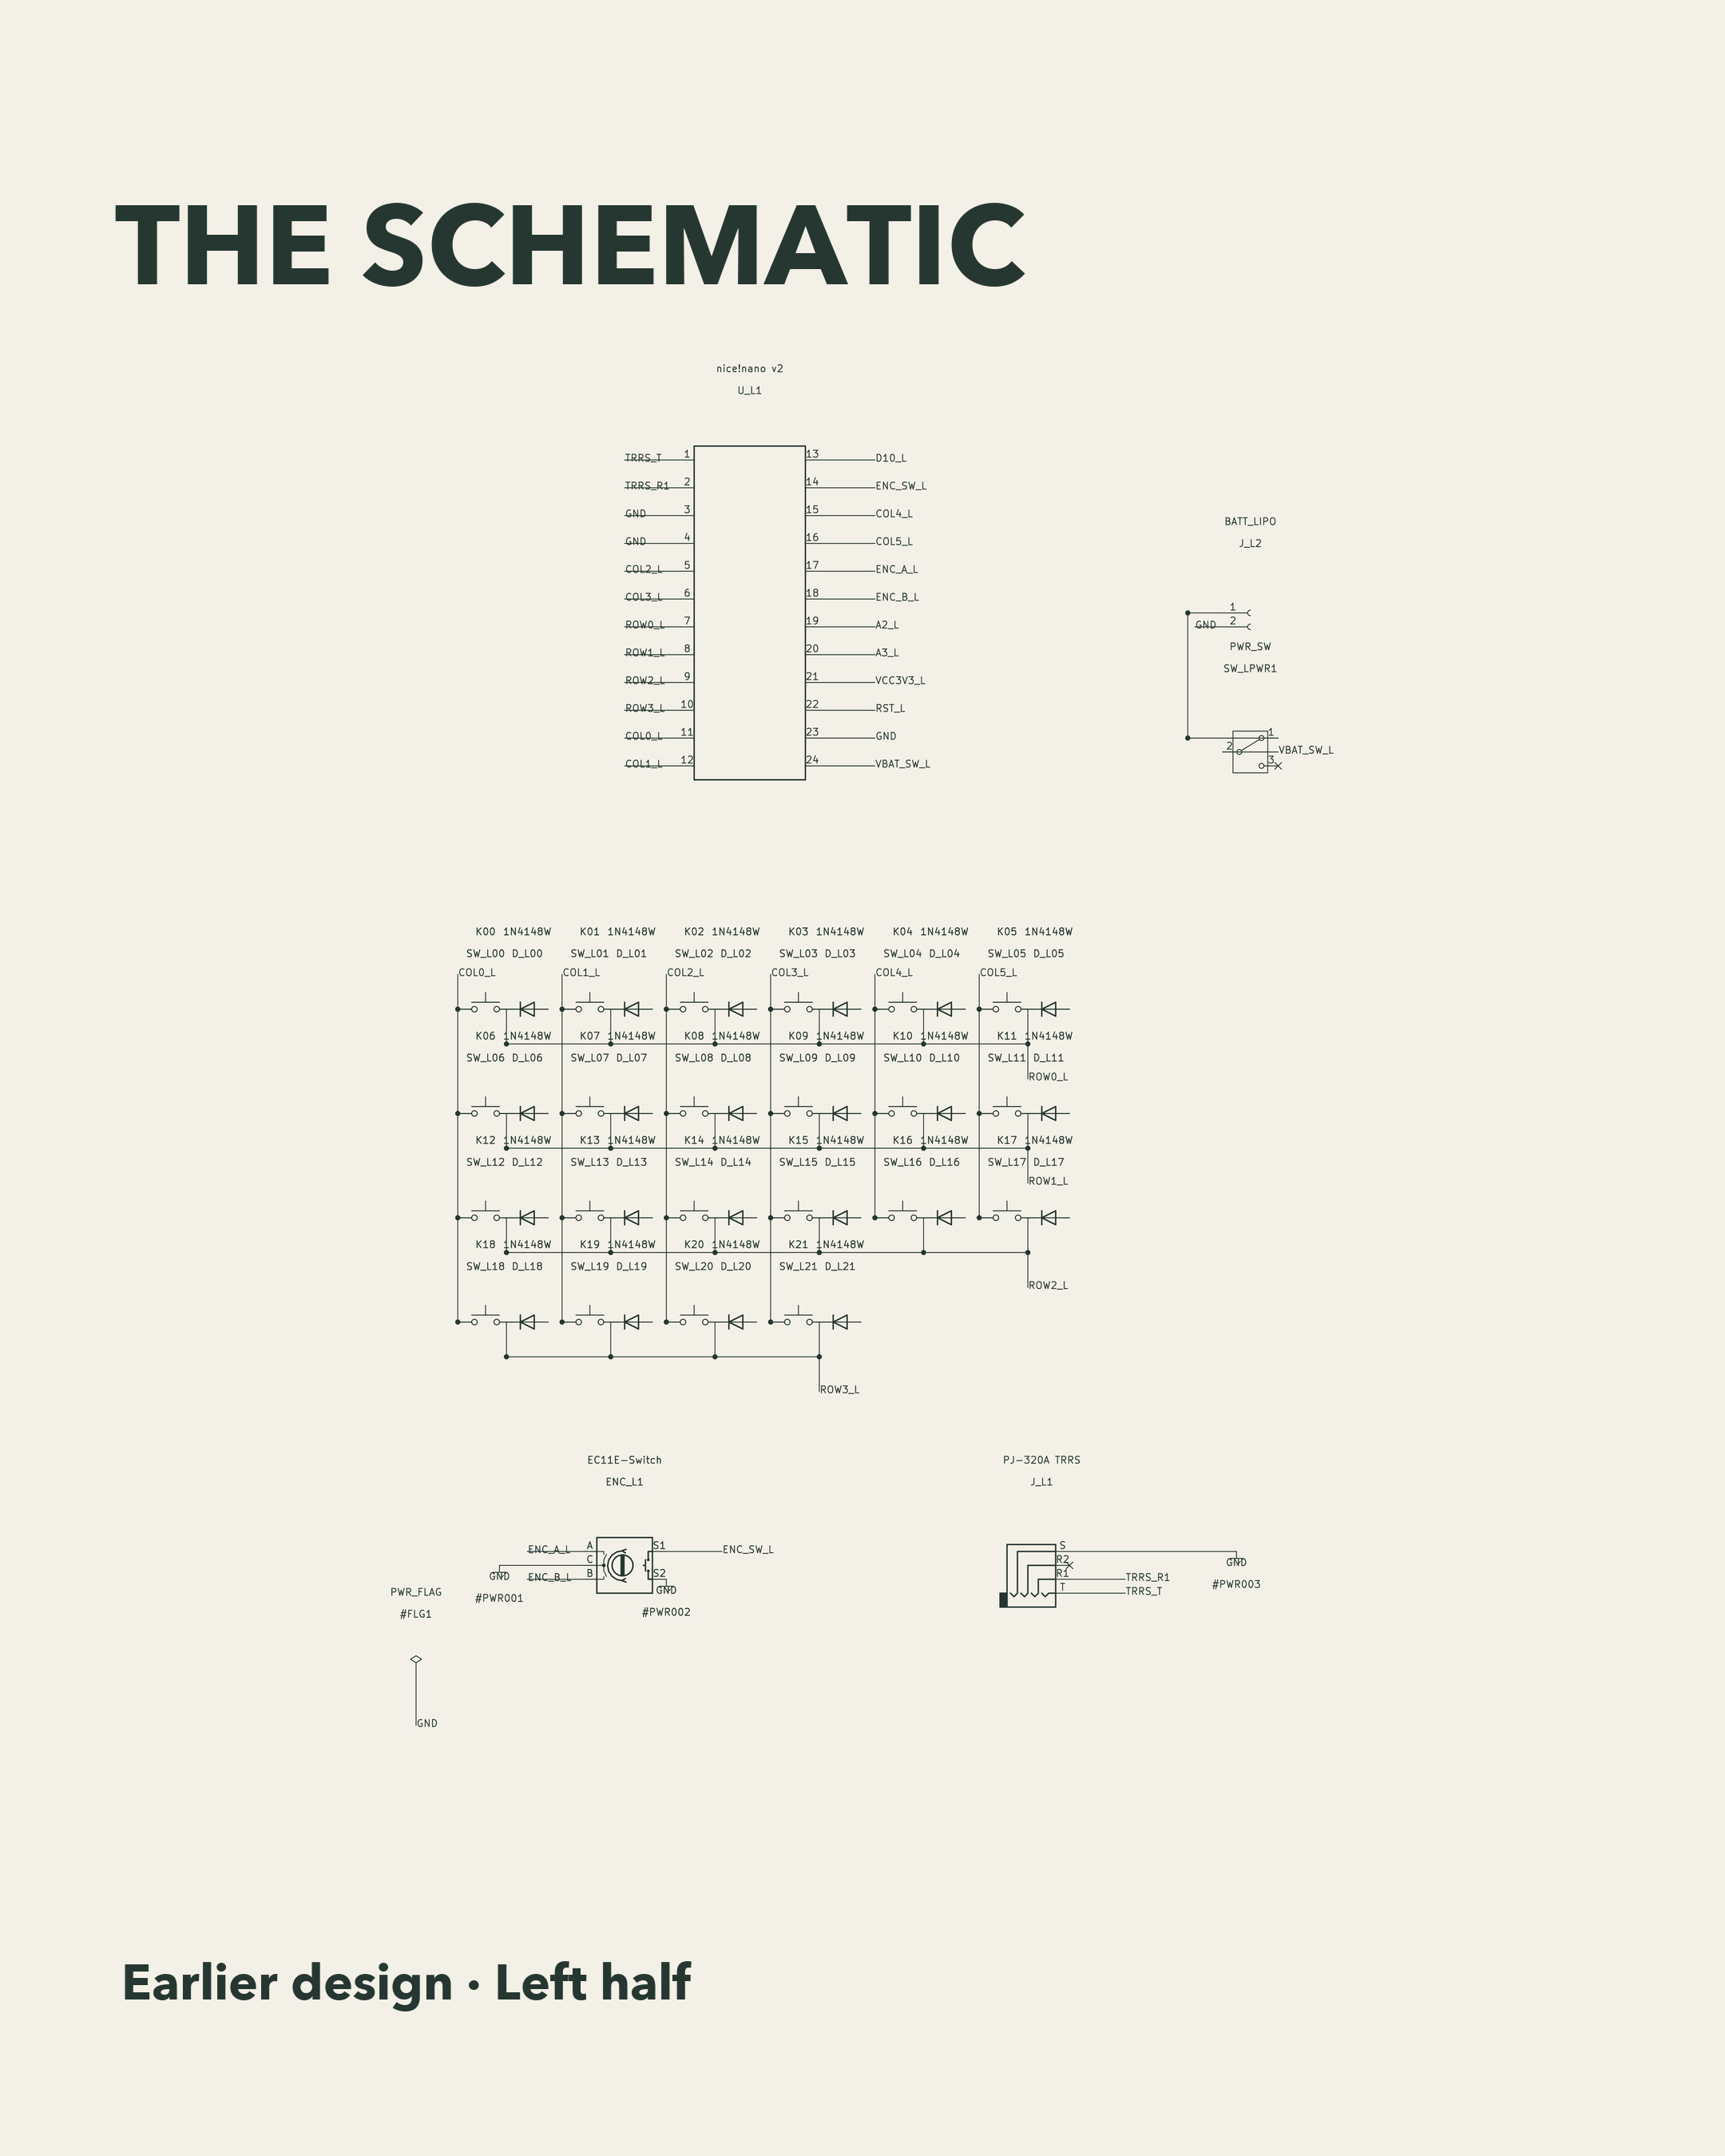 THE SCHEMATIC
nice!nano v2
U_L1
TRRS_T 1 13 D10_L
TRRS_R1 2 14 ENC_SW_L
GND 3 15 COL4_L
GND 4 16 COL5_L
COL2_L 5 17 ENC_A_L
COL3_L 6 18 ENC_B_L
ROW0_L 7 19 A2_L
ROW1_L 8 20 A3_L
ROW2_L 9 21 VCC3V3_L
ROW3_L 10 22 RST_L
COL0_L 11 23 GND
COL1_L 12 24 VBAT_SW_L
BATT_LIPO
J_L2
1
GND 2
PWR_SW
SW_LPWR1
1
2 VBAT_SW_L
3
K00 1N4148W K01 1N4148W K02 1N4148W K03 1N4148W K04 1N4148W K05 1N4148W
SW_L00 D_L00 SW_L01 D_L01 SW_L02 D_L02 SW_L03 D_L03 SW_L04 D_L04 SW_L05 D_L05
COL0_L COL1_L COL2_L COL3_L COL4_L COL5_L
K06 1N4148W K07 1N4148W K08 1N4148W K09 1N4148W K10 1N4148W K11 1N4148W
SW_L06 D_L06 SW_L07 D_L07 SW_L08 D_L08 SW_L09 D_L09 SW_L10 D_L10 SW_L11 D_L11
ROW0_L
K12 1N4148W K13 1N4148W K14 1N4148W K15 1N4148W K16 1N4148W K17 1N4148W
SW_L12 D_L12 SW_L13 D_L13 SW_L14 D_L14 SW_L15 D_L15 SW_L16 D_L16 SW_L17 D_L17
ROW1_L
K18 1N4148W K19 1N4148W K20 1N4148W K21 1N4148W
SW_L18 D_L18 SW_L19 D_L19 SW_L20 D_L20 SW_L21 D_L21
ROW2_L
ROW3_L
EC11E-Switch
ENC_L1
ENC_A_L A S1 ENC_SW_L
C
GND ENC_B_L B S2 GND
#PWR001
#PWR002
PWR_FLAG
#FLG1
GND
PJ-320A TRRS
J_L1
S GND
R2
R1 TRRS_R1
T TRRS_T
#PWR003
Earlier design · Left half